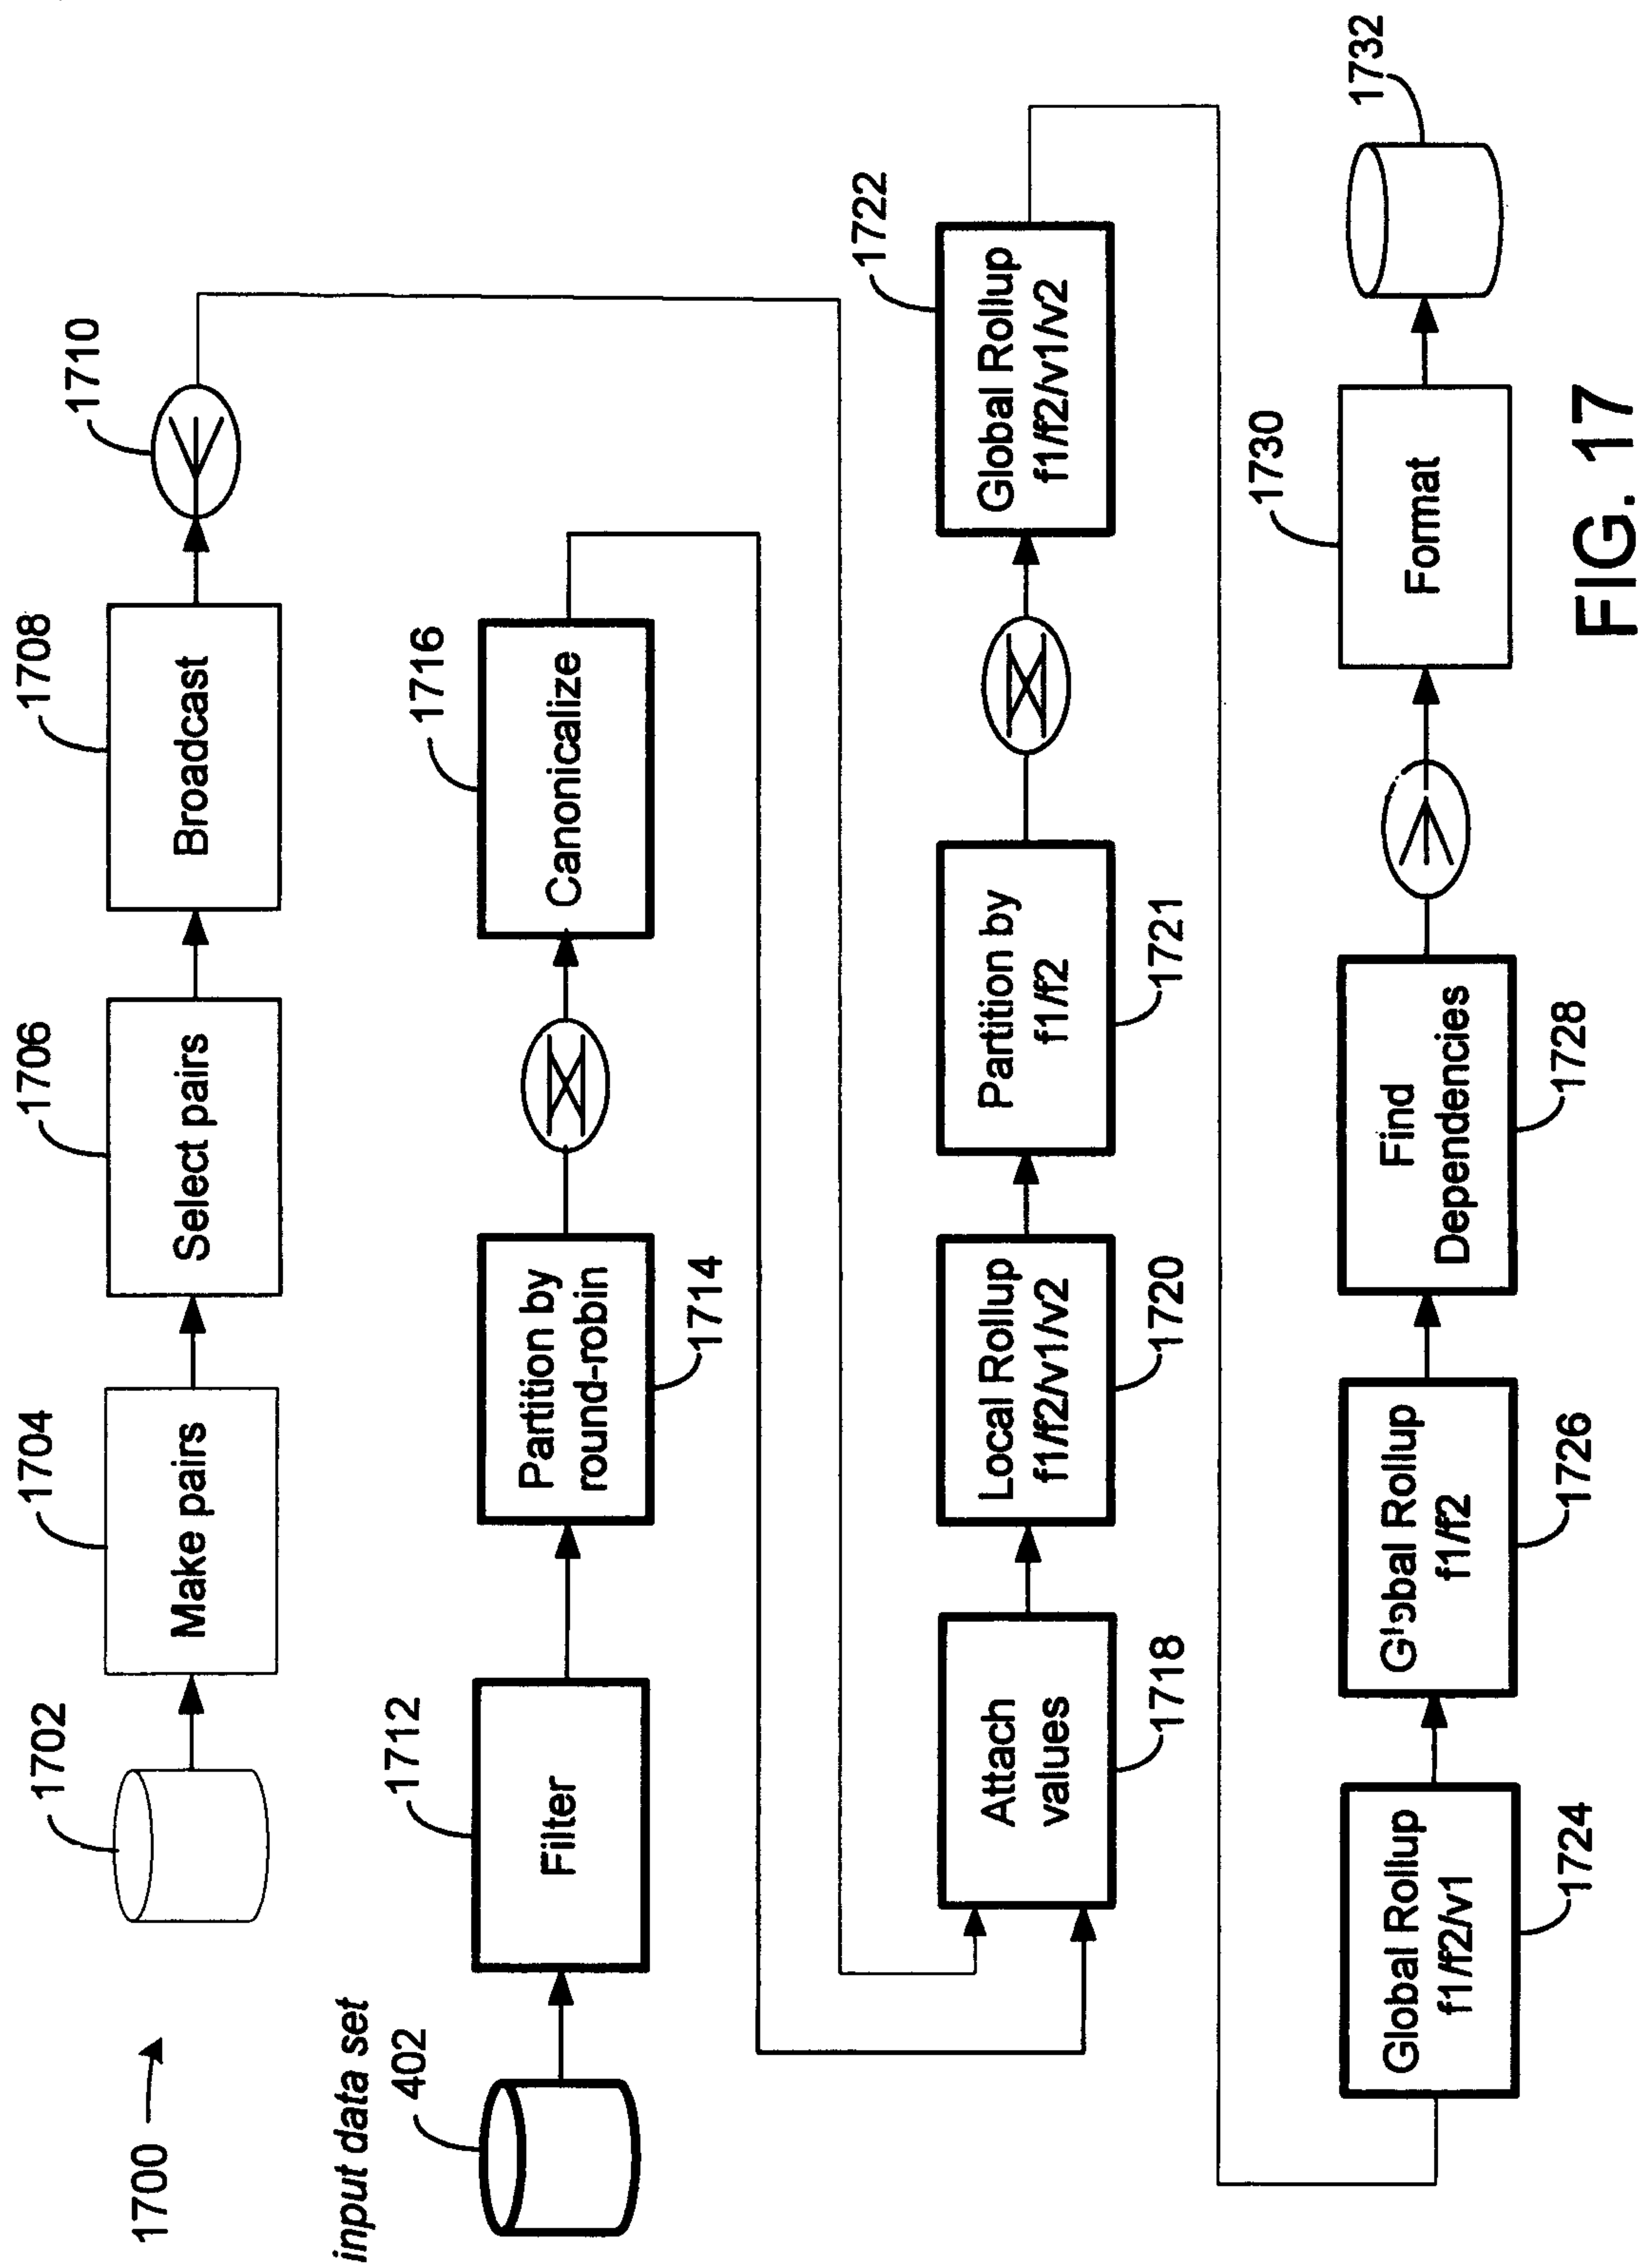 1700
1702
1704
Make pairs
1706
Select pairs
1708
Broadcast
1710
input data set
402
1712
Filter
Partition by
round-robin
1714
1716
Canonicalize
Attach
values
1718
Local Rollup
f1/f2/v1/v2
1720
Partition by
f1/f2
1721
1722
Global Rollup
f1/f2/v1/v2
Global Rollup
f1/f2/v1
1724
Global Rollup
f1/f2
1726
Find
Dependencies
1728
1730
Format
1732
FIG. 17